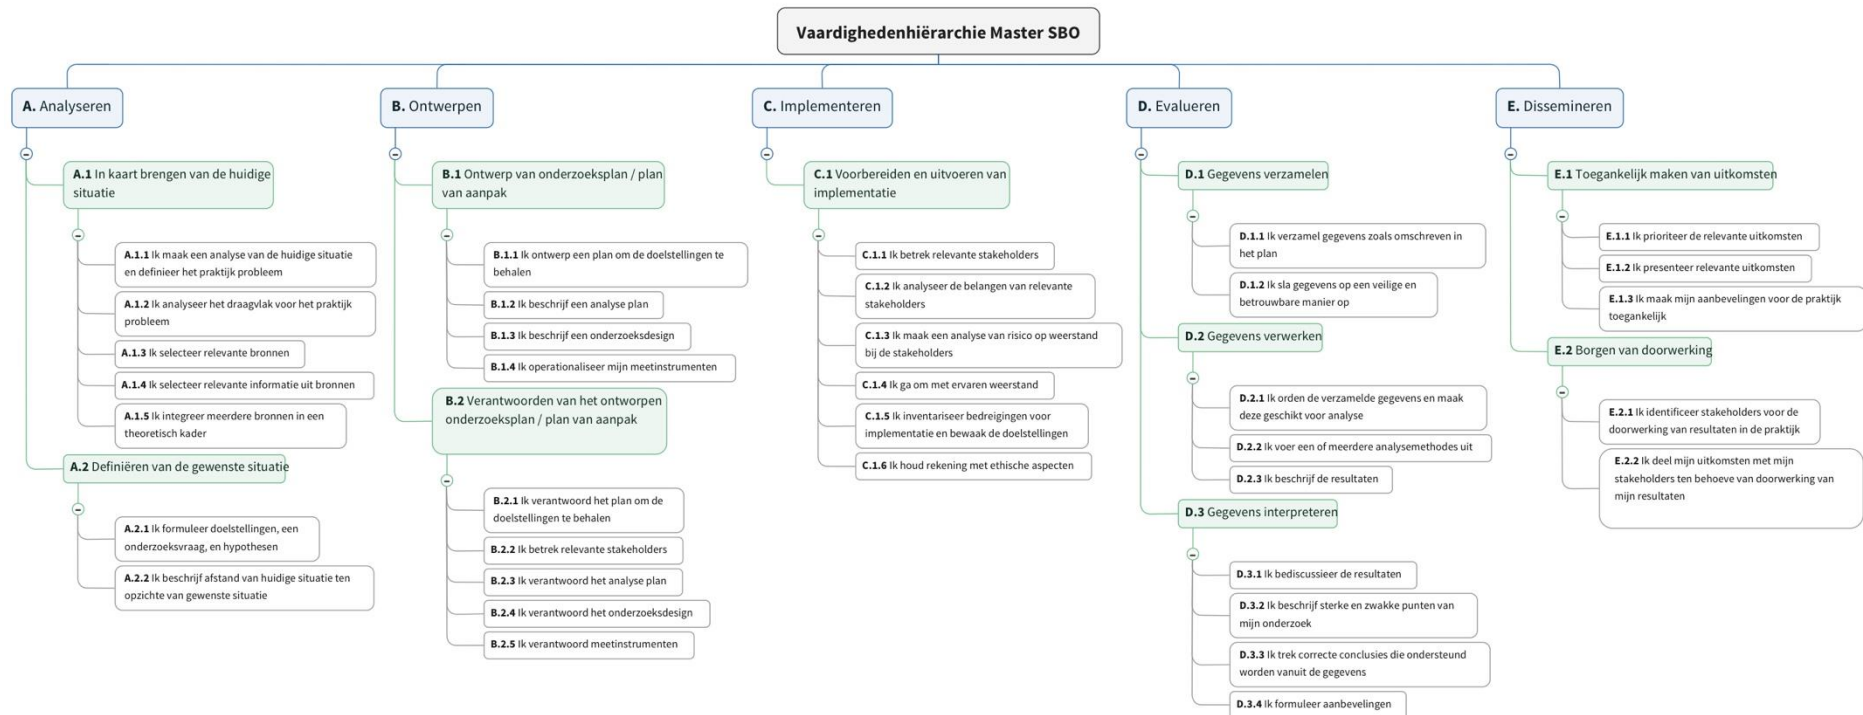 Vaardighedenhiërarchie Master SBO
A. Analyseren
A.1 In kaart brengen van de huidige
situatie
A.1.1 Ik maak een analyse van de huidige situatie
en definieer het praktijk probleem
A.1.2 Ik analyseer het draagvlak voor het praktijk
probleem
A.1.3 Ik selecteer relevante bronnen
A.1.4 Ik selecteer relevante informatie uit bronnen
A.1.5 Ik integreer meerdere bronnen in een
theoretisch kader
A.2 Definiëren van de gewenste situatie
A.2.1 Ik formuleer doelstellingen, een
onderzoeksvraag, en hypothesen
A.2.2 Ik beschrijf afstand van huidige situatie ten
opzichte van gewenste situatie
B. Ontwerpen
B.1 Ontwerp van onderzoeksplan / plan
van aanpak
B.1.1 Ik ontwerp een plan om de doelstellingen te
behalen
B.1.2 Ik beschrijf een analyse plan
B.1.3 Ik beschrijf een onderzoeksdesign
B.1.4 Ik operationaliseer mijn meetinstrumenten
B.2 Verantwoorden van het ontworpen
onderzoeksplan / plan van aanpak
B.2.1 Ik verantwoord het plan om de
doelstellingen te behalen
B.2.2 Ik betrek relevante stakeholders
B.2.3 Ik verantwoord het analyse plan
B.2.4 Ik verantwoord het onderzoeksdesign
B.2.5 Ik verantwoord meetinstrumenten
C. Implementeren
C.1 Voorbereiden en uitvoeren van
implementatie
C.1.1 Ik betrek relevante stakeholders
C.1.2 Ik analyseer de belangen van relevante
stakeholders
C.1.3 Ik maak een analyse van risico op weerstand
bij de stakeholders
C.1.4 Ik ga om met ervaren weerstand
C.1.5 Ik inventariseer bedreigingen voor
implementatie en bewaak de doelstellingen
C.1.6 Ik houd rekening met ethische aspecten
D. Evalueren
D.1 Gegevens verzamelen
D.1.1 Ik verzamel gegevens zoals omschreven in
het plan
D.1.2 Ik sla gegevens op een veilige en
betrouwbare manier op
D.2 Gegevens verwerken
D.2.1 Ik orden de verzamelde gegevens en maak
deze geschikt voor analyse
D.2.2 Ik voer een of meerdere analysemethodes uit
D.2.3 Ik beschrijf de resultaten
D.3 Gegevens interpreteren
D.3.1 Ik bediscussieer de resultaten
D.3.2 Ik beschrijf sterke en zwakke punten van
mijn onderzoek
D.3.3 Ik trek correcte conclusies die ondersteund
worden vanuit de gegevens
D.3.4 Ik formuleer aanbevelingen
E. Dissemineren
E.1 Toegankelijk maken van uitkomsten
E.1.1 Ik prioriteer de relevante uitkomsten
E.1.2 Ik presenteer relevante uitkomsten
E.1.3 Ik maak mijn aanbevelingen voor de praktijk
toegankelijk
E.2 Borgen van doorwerking
E.2.1 Ik identificeer stakeholders voor de
doorwerking van resultaten in de praktijk
E.2.2 Ik deel mijn uitkomsten met mijn
stakeholders ten behoeve van doorwerking van
mijn resultaten